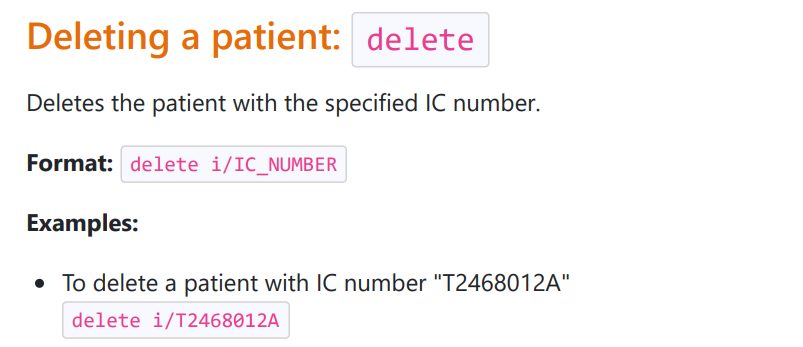 Deleting a patient: delete
Deletes the patient with the specified IC number.
Format: delete i/IC_NUMBER
Examples:
• To delete a patient with IC number "T2468012A"
delete i/T2468012A